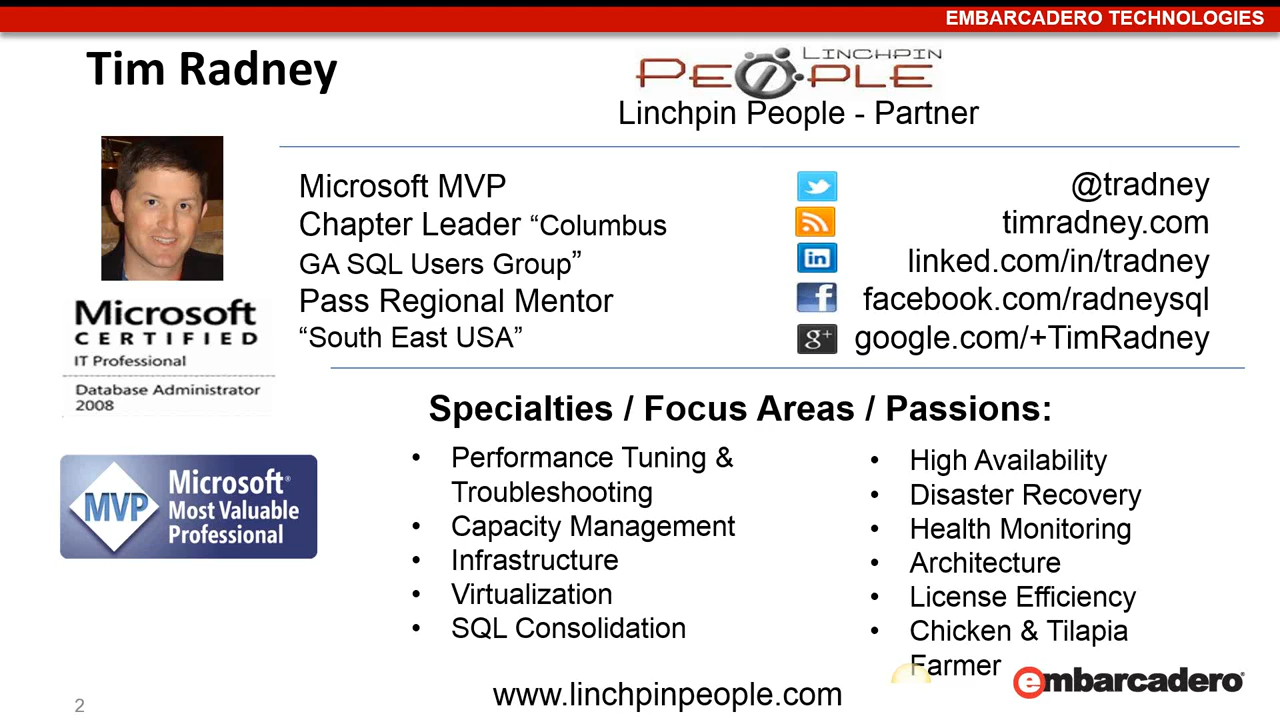 EMBARCADERO TECHNOLOGIES
Tim Radney
LINCHPIN
PEOPLE
Linchpin People - Partner
Microsoft MVP
Chapter Leader “Columbus
GA SQL Users Group”
Pass Regional Mentor
“South East USA”
@tradney
timradney.com
in
linked.com/in/tradney
f
facebook.com/radneysql
g+
google.com/+TimRadney
Microsoft
CERTIFIED
IT Professional
Database Administrator
2008
MVP
Microsoft®
Most Valuable
Professional
Specialties / Focus Areas / Passions:
• Performance Tuning &
Troubleshooting
• Capacity Management
• Infrastructure
• Virtualization
• SQL Consolidation
• High Availability
• Disaster Recovery
• Health Monitoring
• Architecture
• License Efficiency
• Chicken & Tilapia
Farmer
embarcadero®
www.linchpinpeople.com
2